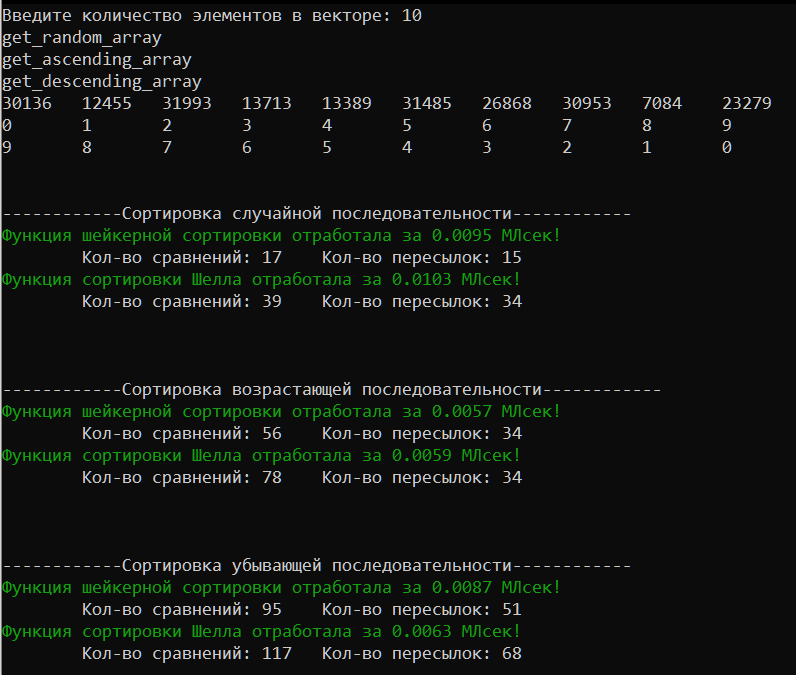 Введите количество элементов в векторе: 10
get_random_array
get_ascending_array
get_descending_array
30136 12455 31993 13713 13389 31485 26868 30953 7084 23279
0 1 2 3 4 5 6 7 8 9
9 8 7 6 5 4 3 2 1 0
------------Сортировка случайной последовательности------------
Функция шейкерной сортировки отработала за 0.0095 МЛсек!
Кол-во сравнений: 17 Кол-во пересылок: 15
Функция сортировки Шелла отработала за 0.0103 МЛсек!
Кол-во сравнений: 39 Кол-во пересылок: 34
------------Сортировка возрастающей последовательности------------
Функция шейкерной сортировки отработала за 0.0057 МЛсек!
Кол-во сравнений: 56 Кол-во пересылок: 34
Функция сортировки Шелла отработала за 0.0059 МЛсек!
Кол-во сравнений: 78 Кол-во пересылок: 34
------------Сортировка убывающей последовательности------------
Функция шейкерной сортировки отработала за 0.0087 МЛсек!
Кол-во сравнений: 95 Кол-во пересылок: 51
Функция сортировки Шелла отработала за 0.0063 МЛсек!
Кол-во сравнений: 117 Кол-во пересылок: 68